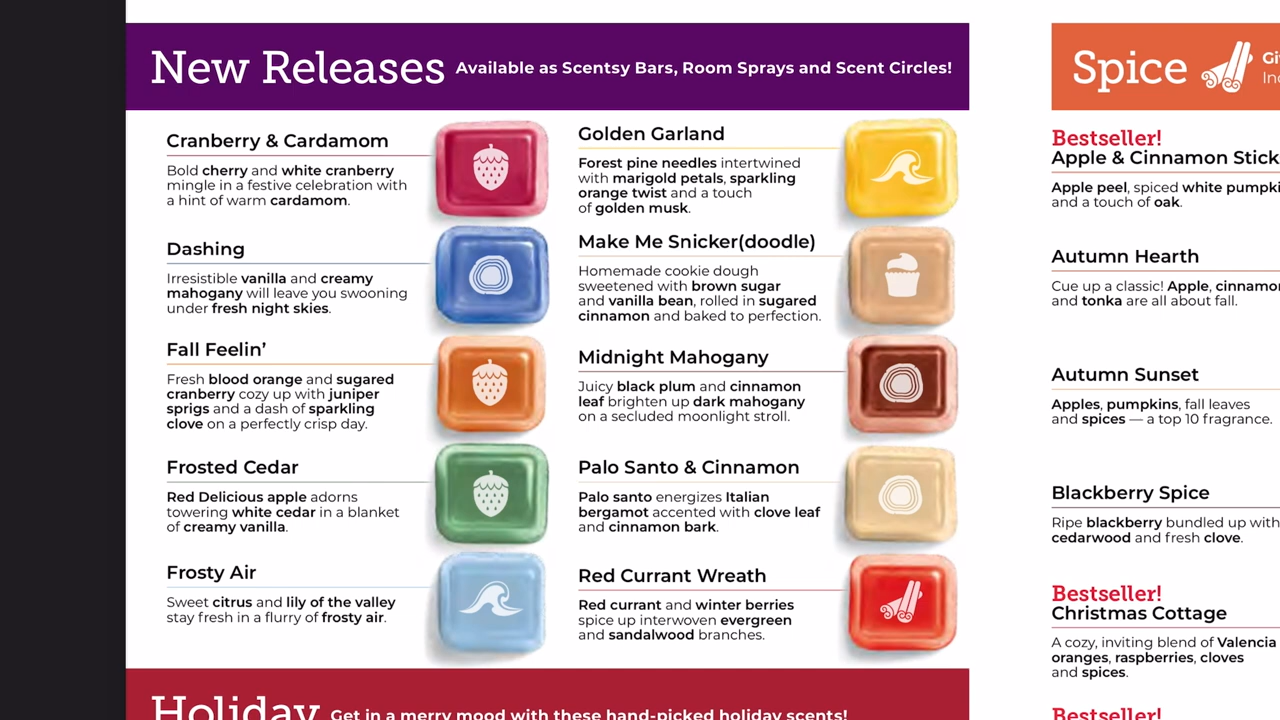 New Releases Available as Scentsy Bars, Room Sprays and Scent Circles!
Cranberry & Cardamom
Bold cherry and white cranberry
mingle in a festive celebration with
a hint of warm cardamom.
Dashing
Irresistible vanilla and creamy
mahogany will leave you swooning
under fresh night skies.
Fall Feelin’
Fresh blood orange and sugared
cranberry cozy up with juniper
sprigs and a dash of sparkling
clove on a perfectly crisp day.
Frosted Cedar
Red Delicious apple adorns
towering white cedar in a blanket
of creamy vanilla.
Frosty Air
Sweet citrus and lily of the valley
stay fresh in a flurry of frosty air.
Golden Garland
Forest pine needles intertwined
with marigold petals, sparkling
orange twist and a touch
of golden musk.
Make Me Snicker(doodle)
Homemade cookie dough
sweetened with brown sugar
and vanilla bean, rolled in sugared
cinnamon and baked to perfection.
Midnight Mahogany
Juicy black plum and cinnamon
leaf brighten up dark mahogany
on a secluded moonlight stroll.
Palo Santo & Cinnamon
Palo santo energizes Italian
bergamot accented with clove leaf
and cinnamon bark.
Red Currant Wreath
Red currant and winter berries
spice up interwoven evergreen
and sandalwood branches.
Holiday Get in a merry mood with these hand-picked holiday scents!
Spice
Bestseller!
Apple & Cinnamon Stick
Apple peel, spiced white
and a touch of oak.
Autumn Hearth
Cue up a classic! Apple,
and tonka are all about fall.
Autumn Sunset
Apples, pumpkins, fall leaves
and spices — a top 10 fragrance.
Blackberry Spice
Ripe blackberry bundled up with
cedarwood and fresh clove.
Bestseller!
Christmas Cottage
A cozy, inviting blend of Valencia
oranges, raspberries, cloves
and spices.
Bestseller!